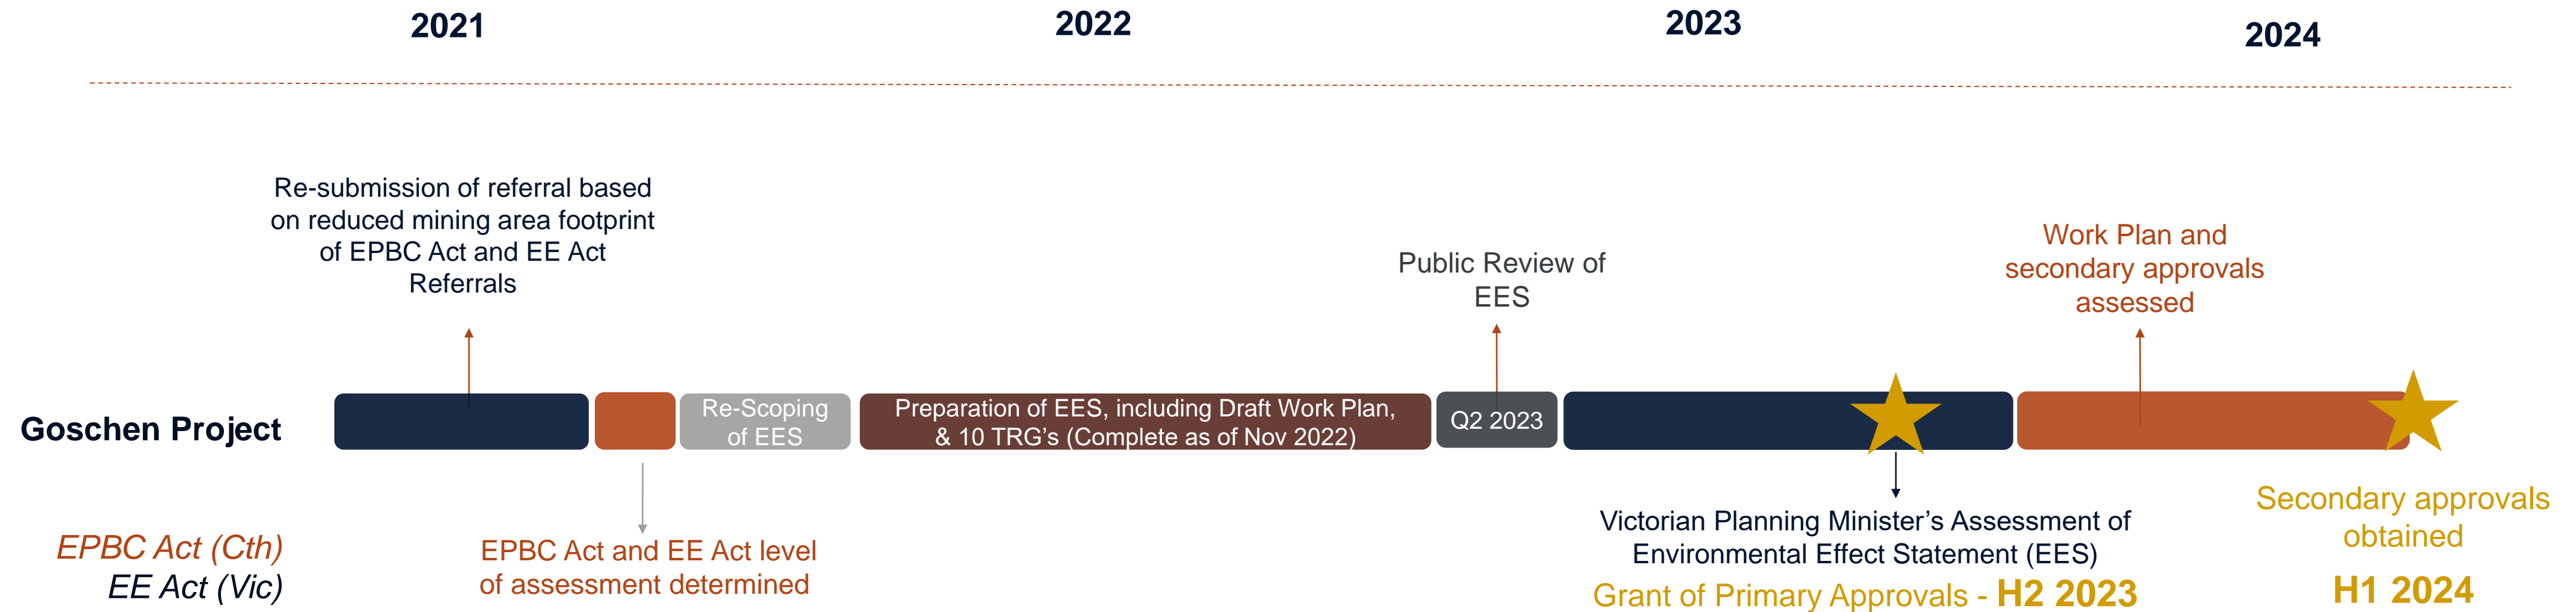 2021
2022
2023
2024
Re-submission of referral based
on reduced mining area footprint
of EPBC Act and EE Act
Referrals
Public Review of
EES
Work Plan and
secondary approvals
assessed
Goschen Project
Re-Scoping
of EES
Preparation of EES, including Draft Work Plan,
& 10 TRG’s (Complete as of Nov 2022)
Q2 2023
EPBC Act (Cth)
EE Act (Vic)
EPBC Act and EE Act level
of assessment determined
Victorian Planning Minister’s Assessment of
Environmental Effect Statement (EES)
Grant of Primary Approvals - H2 2023
Secondary approvals
obtained
H1 2024